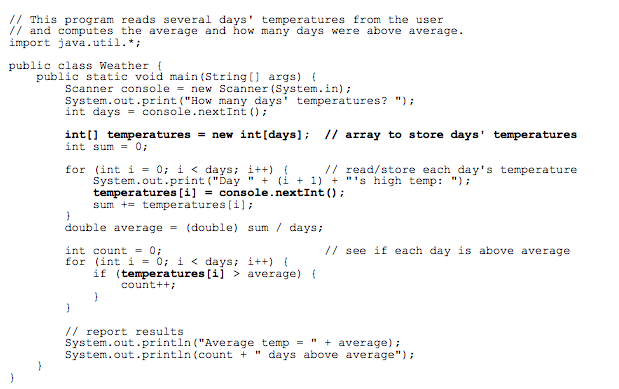 // This program reads several days' temperatures from the user
// and computes the average and how many days were above average.
import java.util.*;
public class Weather {
    public static void main(String[] args) {
        Scanner console = new Scanner(System.in);
        System.out.print("How many days' temperatures? ");
        int days = console.nextInt();
        int[] temperatures = new int[days];  // array to store days' temperatures
        int sum = 0;
        for (int i = 0; i < days; i++) {     // read/store each day's temperature
            System.out.print("Day " + (i + 1) + "'s high temp: ");
            temperatures[i] = console.nextInt();
            sum += temperatures[i];
        }
        double average = (double) sum / days;
        int count = 0;                       // see if each day is above average
        for (int i = 0; i < days; i++) {
            if (temperatures[i] > average) {
                count++;
            }
        }
        // report results
        System.out.println("Average temp = " + average);
        System.out.println(count + " days above average");
    }
}